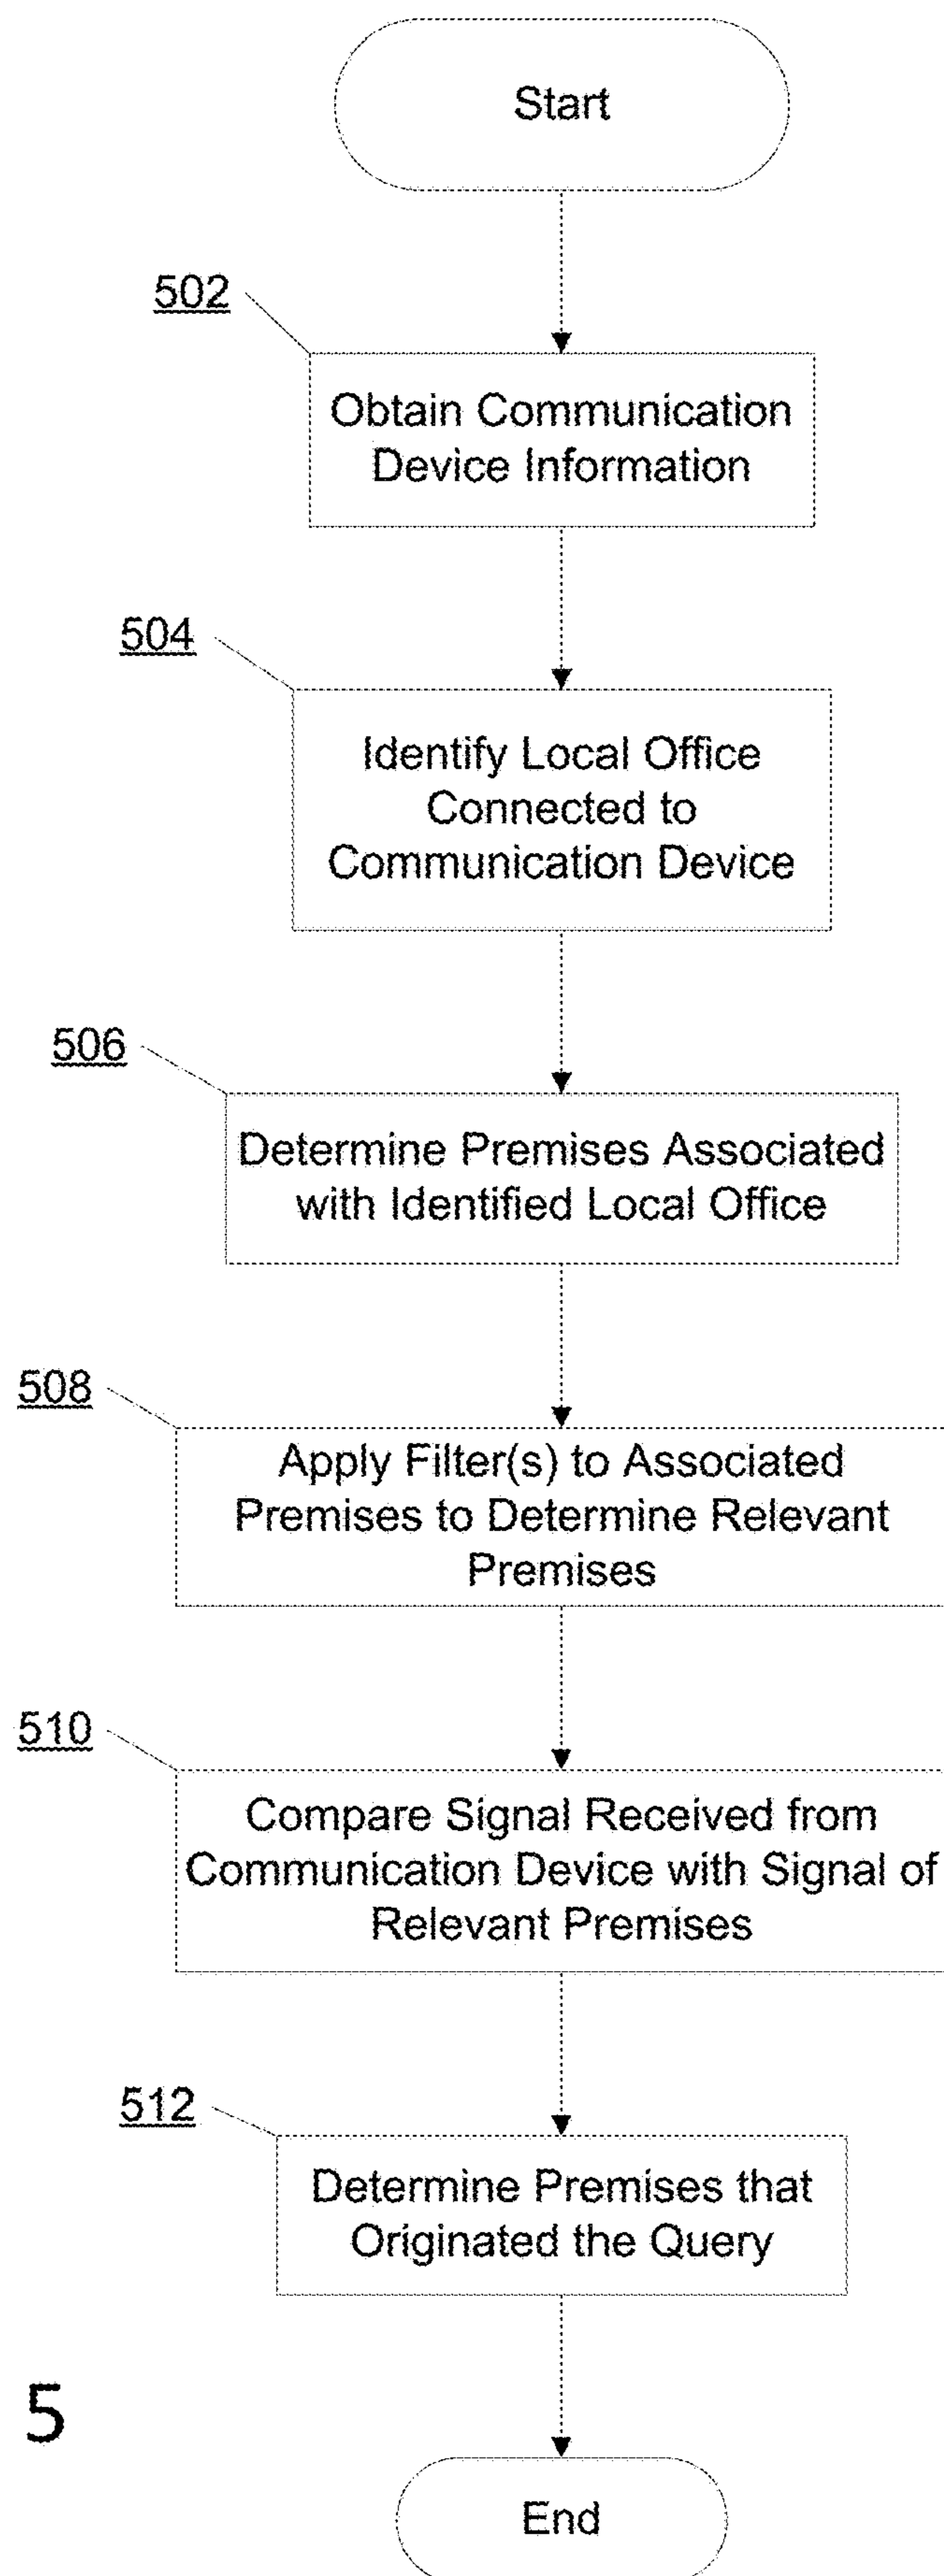 Start
502
Obtain Communication
Device Information
504
Identify Local Office
Connected to
Communication Device
506
Determine Premises Associated
with Identified Local Office
508
Apply Filter(s) to Associated
Premises to Determine Relevant
Premises
510
Compare Signal Received from
Communication Device with Signal of
Relevant Premises
512
Determine Premises that
Originated the Query
5
End